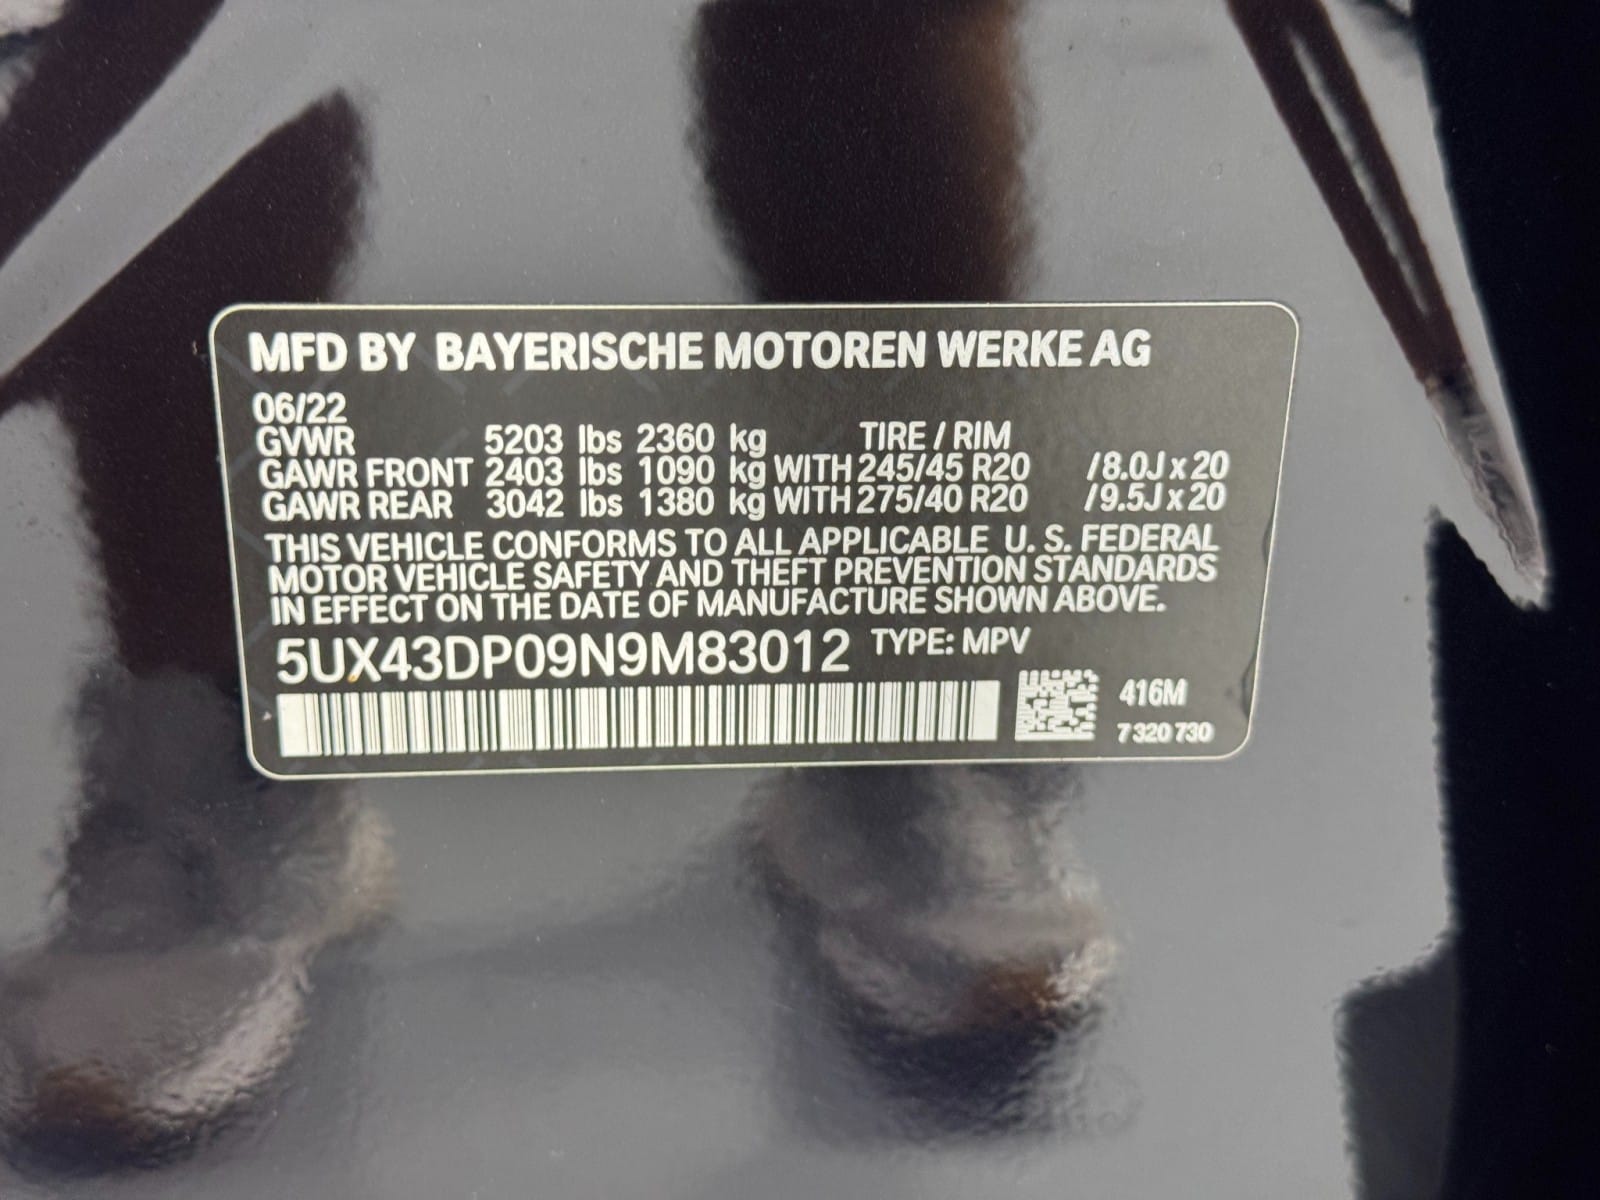 MFD BY BAYERISCHE MOTOREN WERKE AG
06/22
GVWR 5203 lbs 2360 kg TIRE / RIM
GAWR FRONT 2403 lbs 1090 kg WITH 245/45 R20 /8.0J x 20
GAWR REAR 3042 lbs 1380 kg WITH 275/40 R20 /9.5J x 20
THIS VEHICLE CONFORMS TO ALL APPLICABLE U. S. FEDERAL
MOTOR VEHICLE SAFETY AND THEFT PREVENTION STANDARDS
IN EFFECT ON THE DATE OF MANUFACTURE SHOWN ABOVE.
5UX43DP09N9M83012 TYPE: MPV
416M
7 320 730